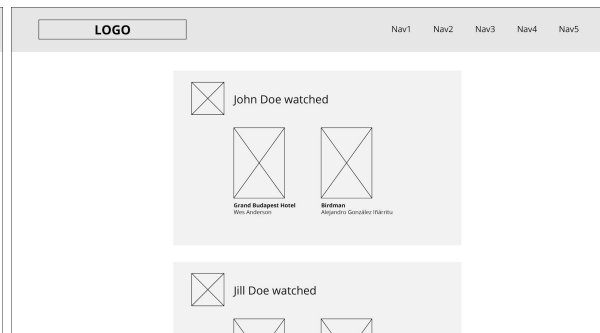 LOGO
Nav1 Nav2 Nav3 Nav4 Nav5
John Doe watched
Grand Budapest Hotel
Wes Anderson
Birdman
Alejandro González Iñárritu
Jill Doe watched